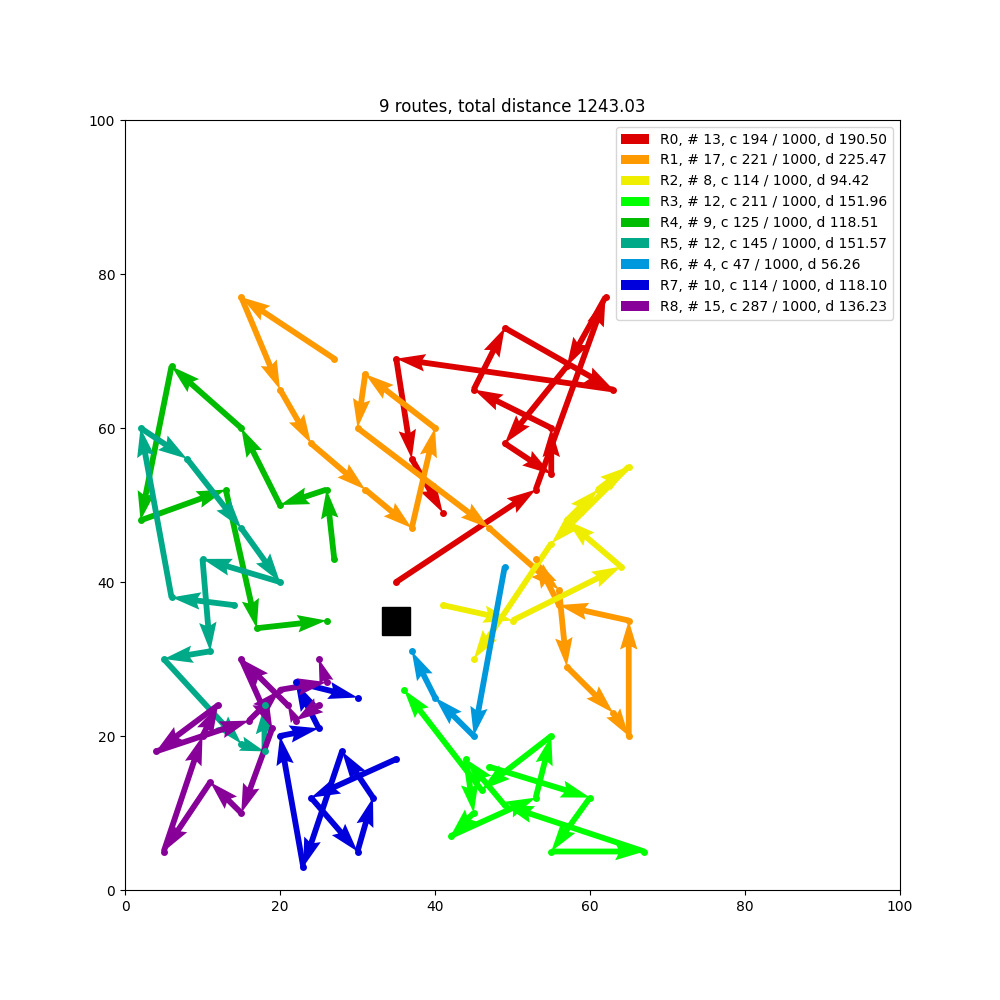 9 routes, total distance 1243.03
100
80
60
40
20
0
0
20
40
60
80
100
R0, # 13, c 194 / 1000, d 190.50
R1, # 17, c 221 / 1000, d 225.47
R2, # 8, c 114 / 1000, d 94.42
R3, # 12, c 211 / 1000, d 151.96
R4, # 9, c 125 / 1000, d 118.51
R5, # 12, c 145 / 1000, d 151.57
R6, # 4, c 47 / 1000, d 56.26
R7, # 10, c 114 / 1000, d 118.10
R8, # 15, c 287 / 1000, d 136.23